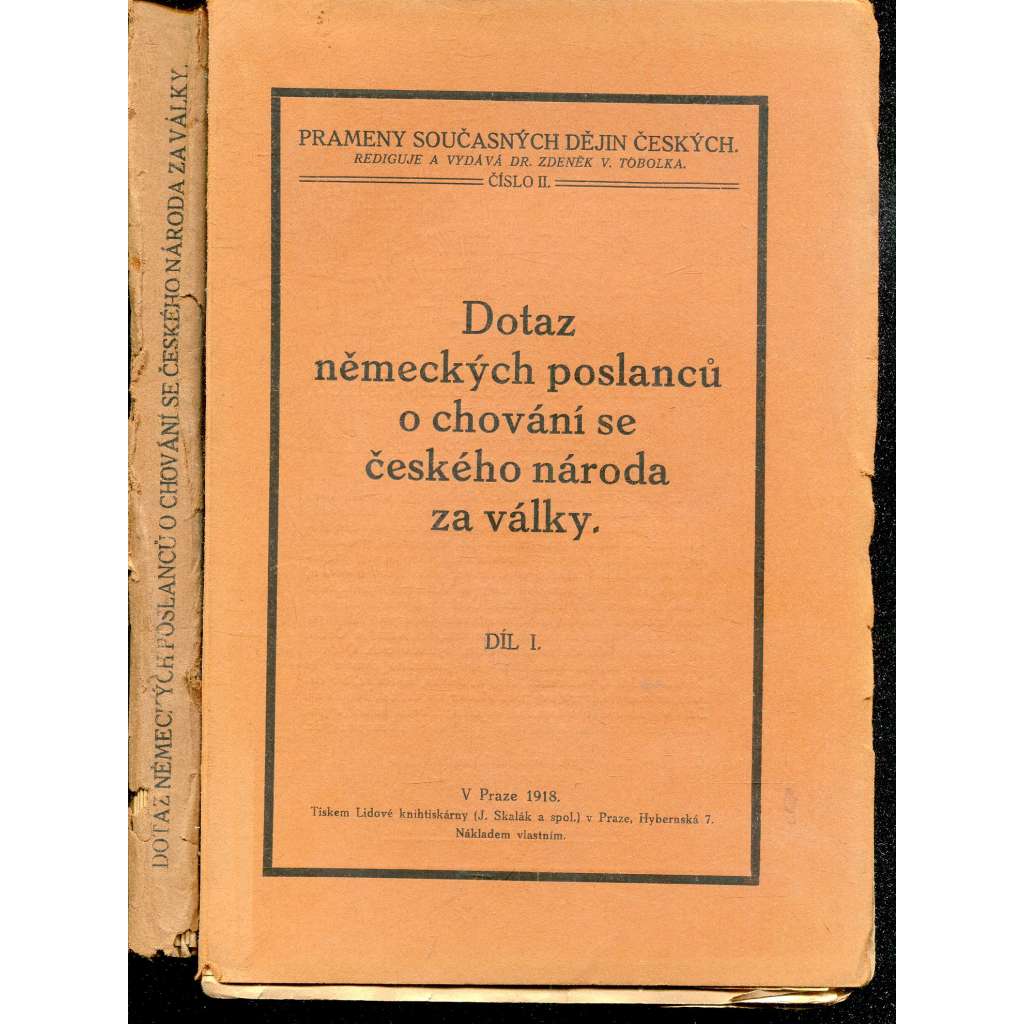 DOTAZ NĚMECKÝCH POSLANCŮ O CHOVÁNÍ SE ČESKÉHO NÁRODA ZA VÁLKY.
PRAMENY SOUČASNÝCH DĚJIN ČESKÝCH.
REDIGUJE A VYDÁVÁ DR. ZDENĚK V. TOBOLKA.
ČÍSLO II.
Dotaz
německých poslanců
o chování se
českého národa
za války.
DÍL I.
V Praze 1918.
Tiskem Lidové knihtiskárny (J. Skalák a spol.) v Praze, Hybernská 7.
Nákladem vlastním.